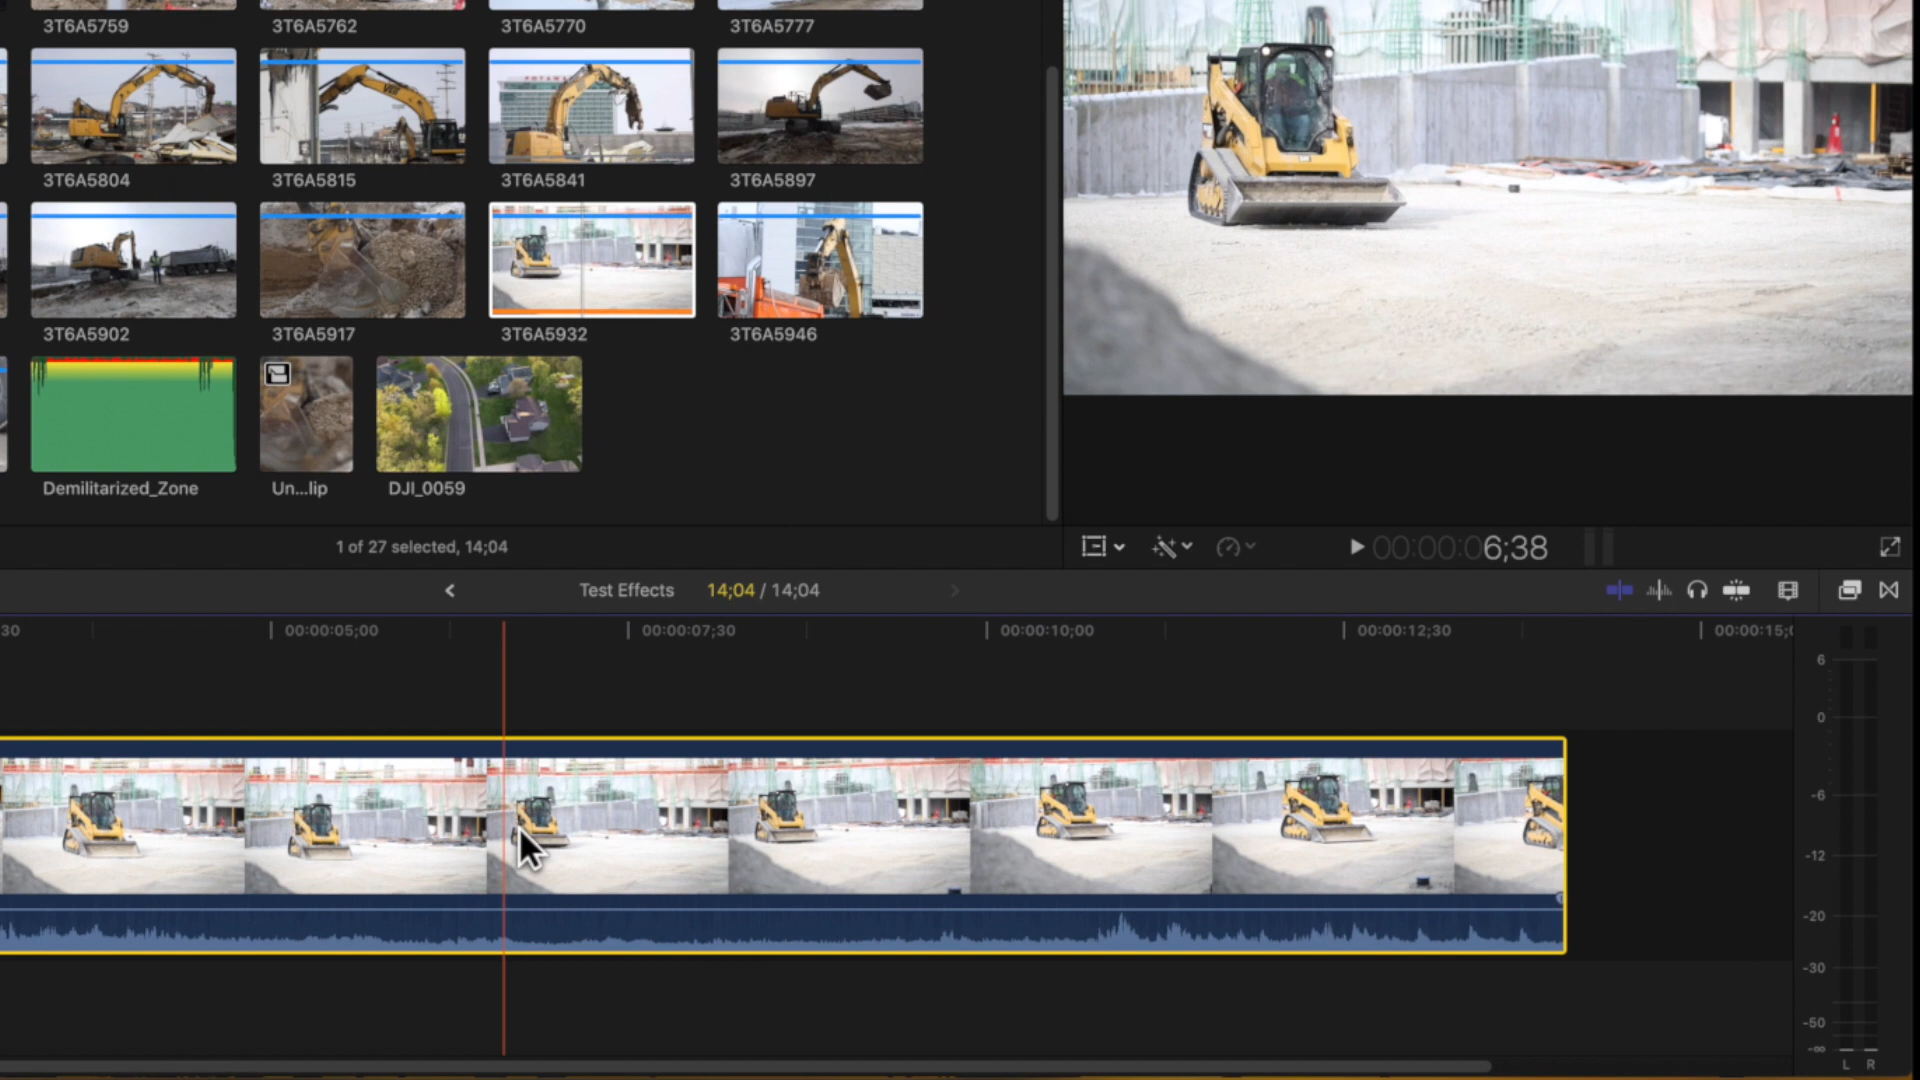 3T6A5759
3T6A5762
3T6A5770
3T6A5777
3T6A5804
3T6A5815
3T6A5841
3T6A5897
3T6A5902
3T6A5917
3T6A5932
3T6A5946
Demilitarized_Zone
Un...lip
DJI_0059
1 of 27 selected, 14;04
00:00:06;38
Test Effects
14;04 / 14;04
30
00:00:05;00
00:00:07;30
00:00:10;00
00:00:12;30
00:00:15;
6
0
-6
-12
-20
-30
-50
-∞
L R